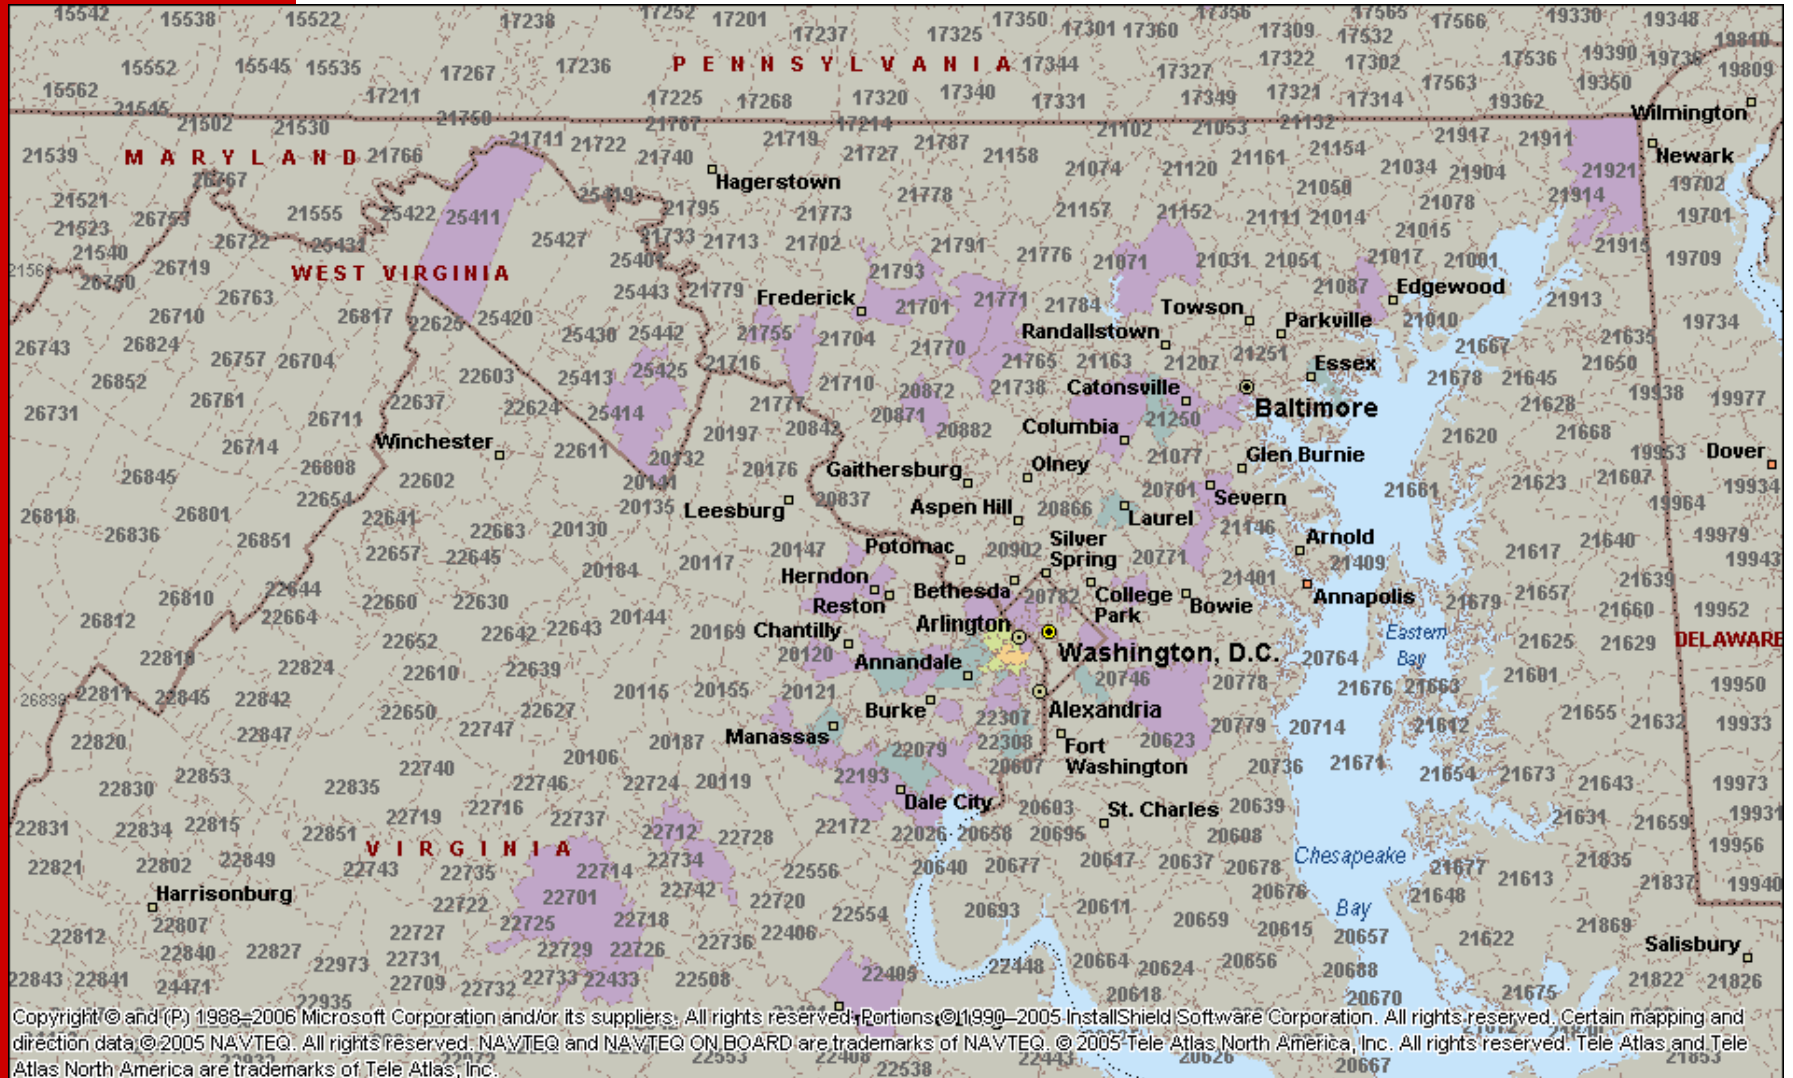 15542 15538 15522 17238 17252 17201 17350 17301 17360 17356 17309 17565 17566 19330 19348
17237 17325 17532 19810
15552 15545 15535 17267 17236 PENNSYLVANIA 17344 17327 17322 17302 17536 19390 19736 19809
15562 21545 17211 17225 17268 17320 17340 17331 17349 17321 17314 17563 19362 19350
Wilmington
21502 21530 21750 21711 21722 21767 21719 17214 21787 21102 21053 21132 21917 21911
21539 MARYLAND 21766 21740 21727 21158 21074 21120 21161 21154 21034 21904 21921 Newark
26767 Hagerstown 21778 21058 21078 21914 19702
21521 26755 21555 25422 25411 25419 21795 21773 21157 21152 21111 21014 19701
21523 26722 25431 25427 21733 21713 21702 21791 21776 21015 21915
21540 26719 25401 21793 21071 21031 21051 21017 21001 19709
26750 WEST VIRGINIA
26763 25443 21779 Frederick 21701 21771 21784 Towson 21087 Edgewood 21913
26710 26817 22625 25420 25430 25442 21755 21704 Randallstown Parkville 21010 19734
26743 26824 26757 26704 21716 21770 21765 21163 21207 21251 Essex 21667 21635
26852 22603 25413 25425 21710 20872 21738 Catonsville 21678 21645 21650
26731 26761 26711 22637 22624 25414 21777 20871 21250 Baltimore 21628 19938 19977
26714 Winchester 22611 20197 20842 20882 Columbia 21620 21668
26845 26808 22602 20132 20176 Gaithersburg Olney 21077 Glen Burnie 19953 Dover
26818 26801 22654 20141 20135 Leesburg 20837 Aspen Hill 20866 20701 Severn 21661 21623 21607 19934
26836 26851 22641 22663 20130 Laurel 21146 19964
22657 22645 20117 20147 Potomac 20902 Silver Spring 20771 Arnold 21617 21640 19979
22644 20184 Herndon Bethesda 21401 21409 21639 19943
26812 26810 22664 22660 22630 20144 Reston 20782 College Park Bowie Annapolis 21679 21657 21660 19952
22652 22642 22643 20169 Chantilly Arlington Washington, D.C. Eastern Bay 21625 21629 DELAWARE
22818 22824 22610 22639 20120 Annandale 20746 20764 21601
22811 22845 22842 20115 20155 20121 20778 21676 21663 19950
22650 22627 Burke 22307 Alexandria 21655
22820 22847 22747 20187 Manassas 22079 22308 Fort Washington 20623 20779 20714 21612 21632 19933
22830 22853 22740 20106 22193 20607 20736 21671
22835 22746 22724 20119 Dale City 21654 21673 21643 19973
22831 22834 22815 22851 22719 22716 22737 22712 22728 22172 22026 20658 20603 20695 St. Charles 20639 20608 21631 21659 19931
22821 22802 22849 VIRGINIA 22743 22735 22714 22734 22556 20640 20677 20617 20637 20678 Chesapeake Bay 21677 21835 19956
Harrisonburg 22722 22701 22742 22720 20676 21648 21613 21837 19940
22807 22725 22718 22554 20693 20611 20659
22812 22840 22827 22727 22729 22726 22736 22406 20615 20657 21622 21869 Salisbury
22843 22841 24471 22973 22731 22709 22732 22733 22433 22508 22405 22448 20664 20624 20656 20688 21822 21826
22935 20618 20670 21675
Copyright © and (P) 1988–2006 Microsoft Corporation and/or its suppliers. All rights reserved. Portions © 1990–2005 InstallShield Software Corporation. All rights reserved. Certain mapping and
direction data © 2005 NAVTEQ. All rights reserved. NAVTEQ and NAVTEQ ON BOARD are trademarks of NAVTEQ. © 2005 Tele Atlas North America, Inc. All rights reserved. Tele Atlas and Tele
Atlas North America are trademarks of Tele Atlas, Inc.
22553 22408 22538 22443 20626 20667 21853